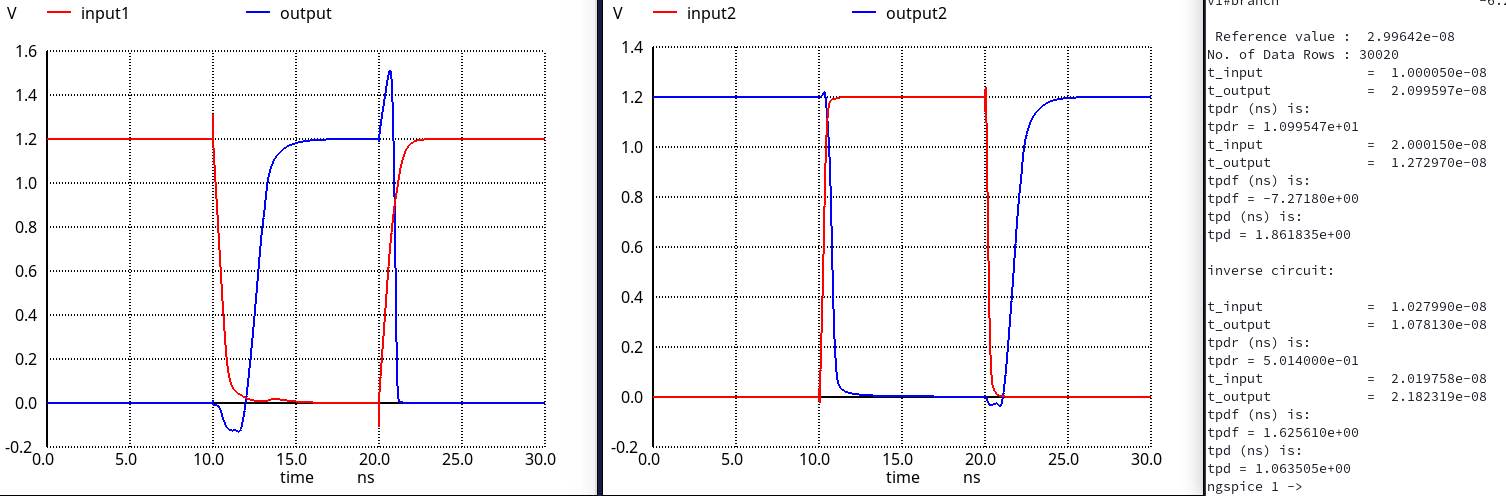 V input1 output
1.6
1.4
1.2
1.0
0.8
0.6
0.4
0.2
0.0
-0.2
0.0 5.0 10.0 15.0 20.0 25.0 30.0
time ns
V input2 output2
1.4
1.2
1.0
0.8
0.6
0.4
0.2
0.0
-0.2
0.0 5.0 10.0 15.0 20.0 25.0 30.0
time ns
v1#branch
Reference value : 2.99642e-08
No. of Data Rows : 30020
t_input = 1.000050e-08
t_output = 2.099597e-08
tpdr (ns) is:
tpdr = 1.099547e+01
t_input = 2.000150e-08
t_output = 1.272970e-08
tpdf (ns) is:
tpdf = -7.27180e+00
tpd (ns) is:
tpd = 1.861835e+00
inverse circuit:
t_input = 1.027990e-08
t_output = 1.078130e-08
tpdr (ns) is:
tpdr = 5.014000e-01
t_input = 2.019758e-08
t_output = 2.182319e-08
tpdf (ns) is:
tpdf = 1.625610e+00
tpd (ns) is:
tpd = 1.063505e+00
ngspice 1 ->